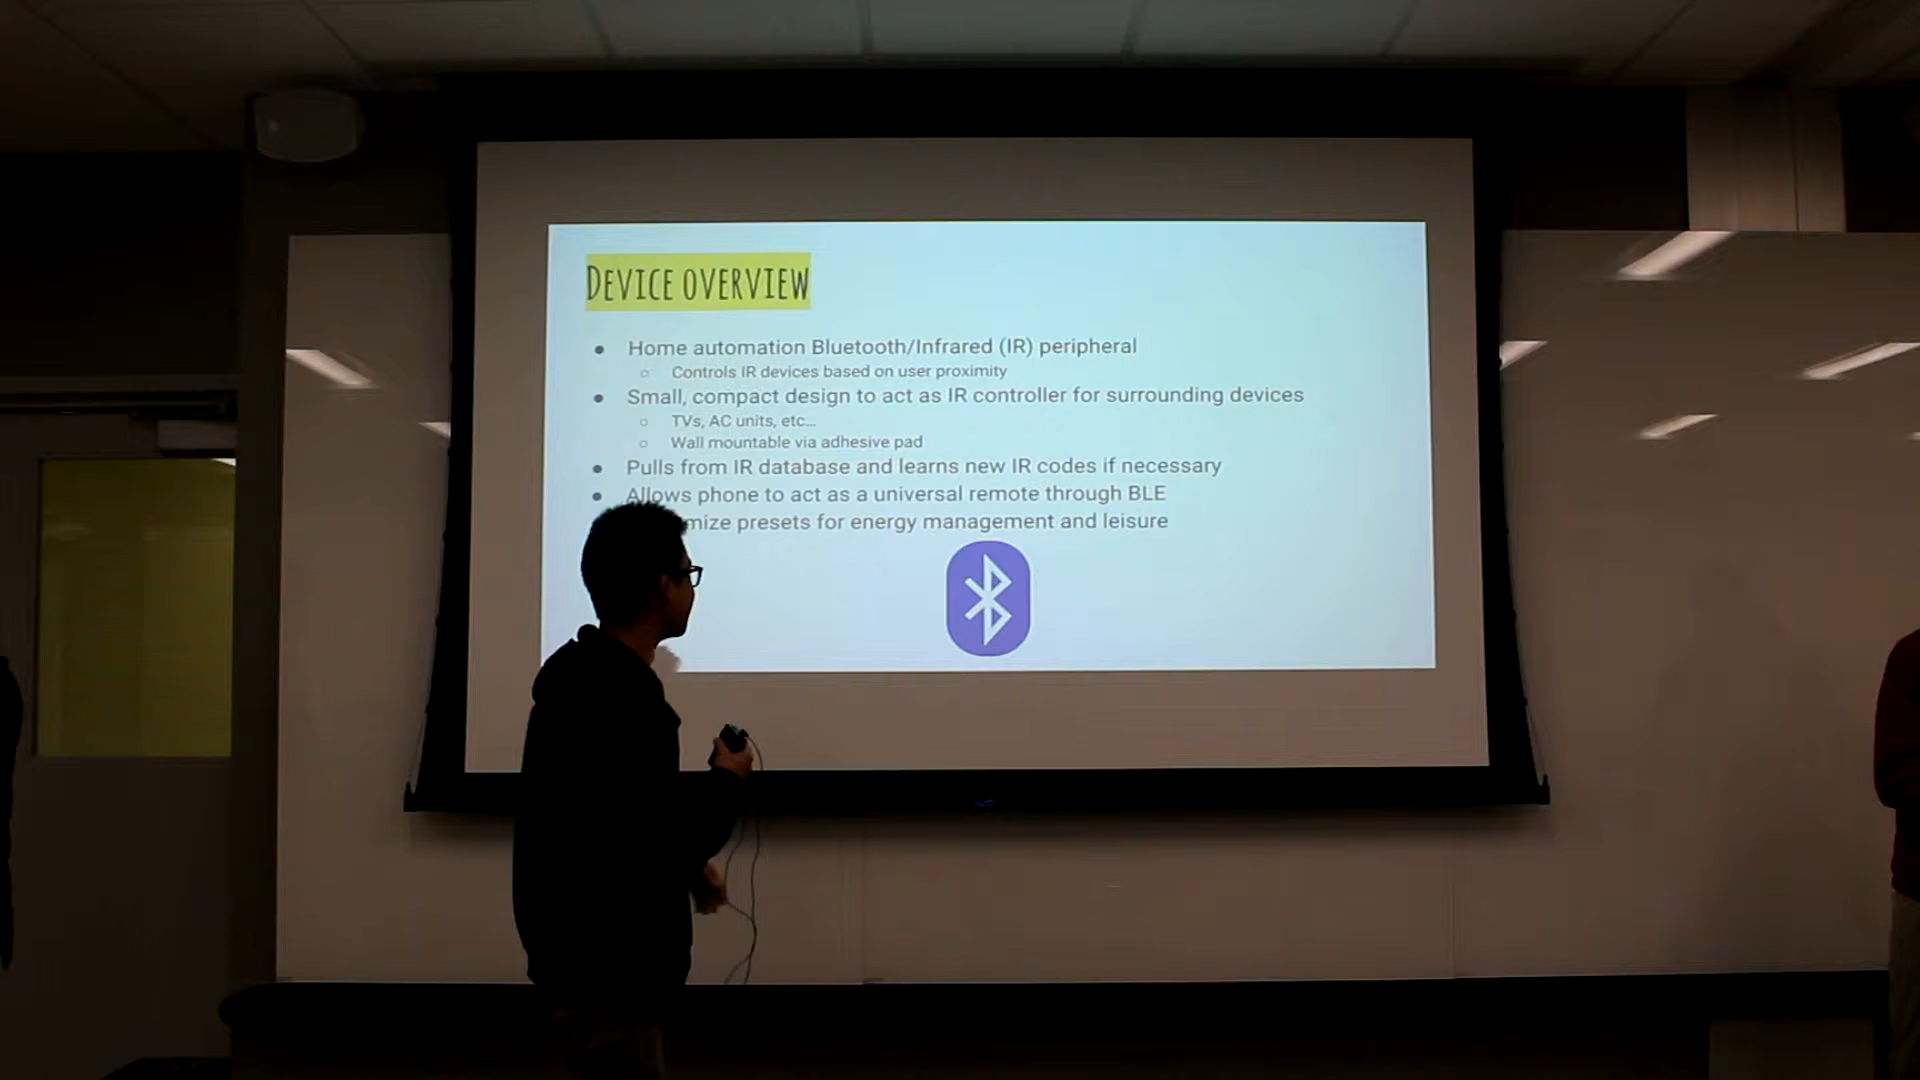 DEVICE OVERVIEW
● Home automation Bluetooth/Infrared (IR) peripheral
○ Controls IR devices based on user proximity
● Small, compact design to act as IR controller for surrounding devices
○ TVs, AC units, etc...
○ Wall mountable via adhesive pad
● Pulls from IR database and learns new IR codes if necessary
● Allows phone to act as a universal remote through BLE
presets for energy management and leisure